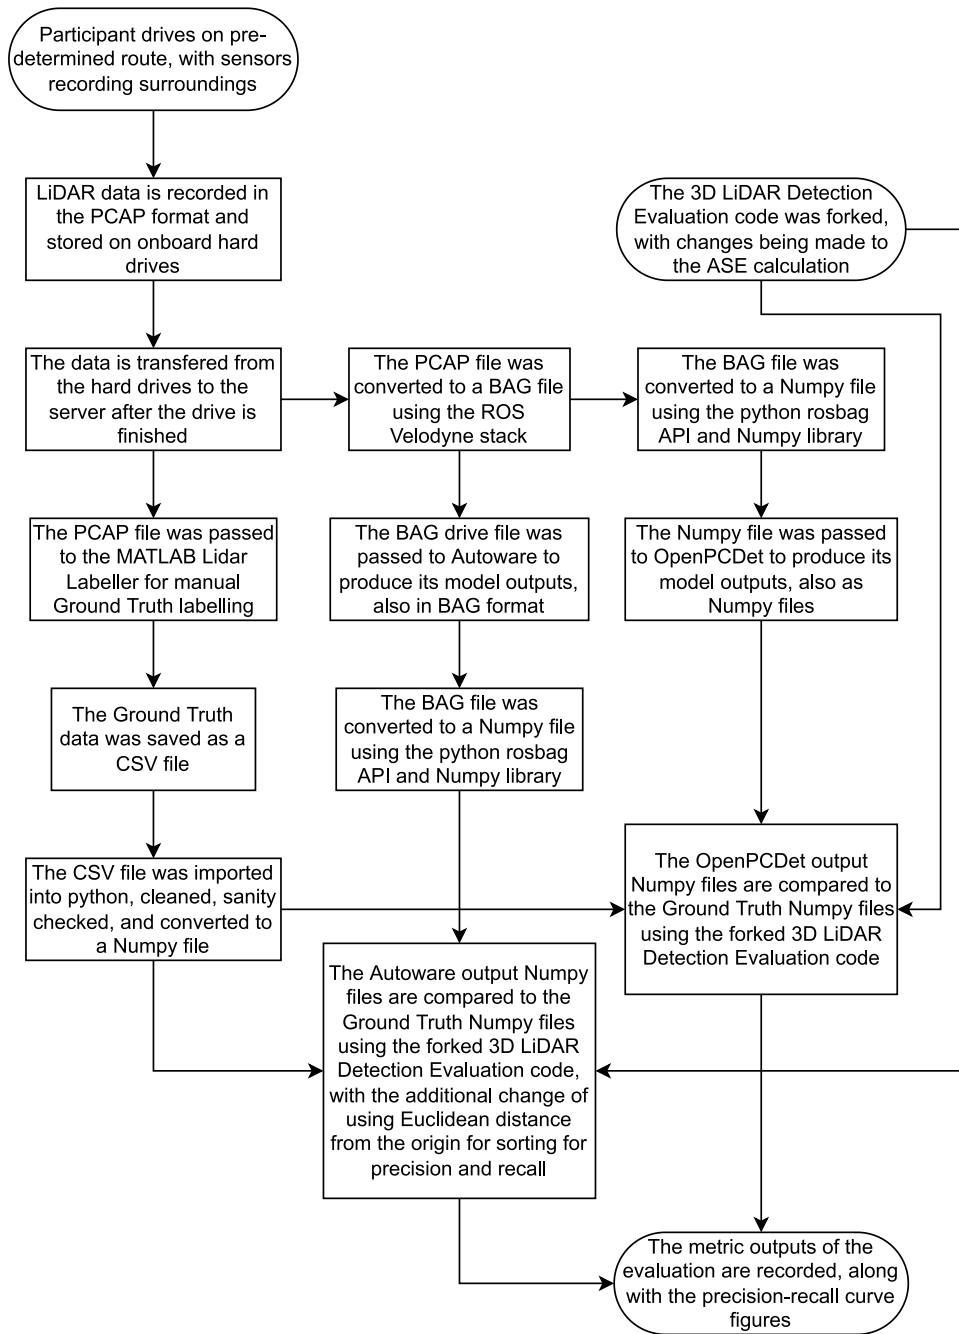 Participant drives on pre-
determined route, with sensors
recording surroundings
LiDAR data is recorded in
the PCAP format and
stored on onboard hard
drives
The 3D LiDAR Detection
Evaluation code was forked,
with changes being made to
the ASE calculation
The data is transfered from
the hard drives to the
server after the drive is
finished
The PCAP file was
converted to a BAG file
using the ROS
Velodyne stack
The BAG file was
converted to a Numpy file
using the python rosbag
API and Numpy library
The PCAP file was passed
to the MATLAB Lidar
Labeller for manual
Ground Truth labelling
The BAG drive file was
passed to Autoware to
produce its model outputs,
also in BAG format
The Numpy file was passed
to OpenPCDet to produce its
model outputs, also as
Numpy files
The Ground Truth
data was saved as a
CSV file
The BAG file was
converted to a Numpy file
using the python rosbag
API and Numpy library
The CSV file was imported
into python, cleaned, sanity
checked, and converted to
a Numpy file
The OpenPCDet output
Numpy files are compared to
the Ground Truth Numpy files
using the forked 3D LiDAR
Detection Evaluation code
The Autoware output Numpy
files are compared to the
Ground Truth Numpy files
using the forked 3D LiDAR
Detection Evaluation code,
with the additional change of
using Euclidean distance
from the origin for sorting for
precision and recall
The metric outputs of the
evaluation are recorded, along
with the precision-recall curve
figures